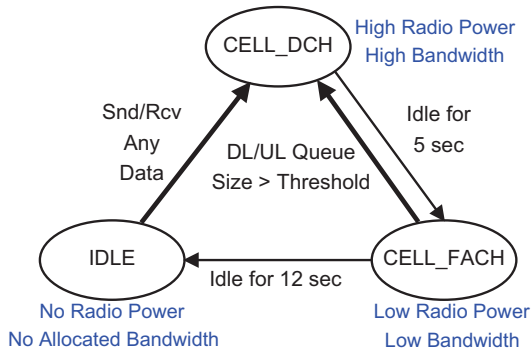 CELL_DCH
High Radio Power
High Bandwidth
Snd/Rcv
Any
Data
DL/UL Queue
Size > Threshold
Idle for
5 sec
IDLE
CELL_FACH
Idle for 12 sec
No Radio Power
No Allocated Bandwidth
Low Radio Power
Low Bandwidth